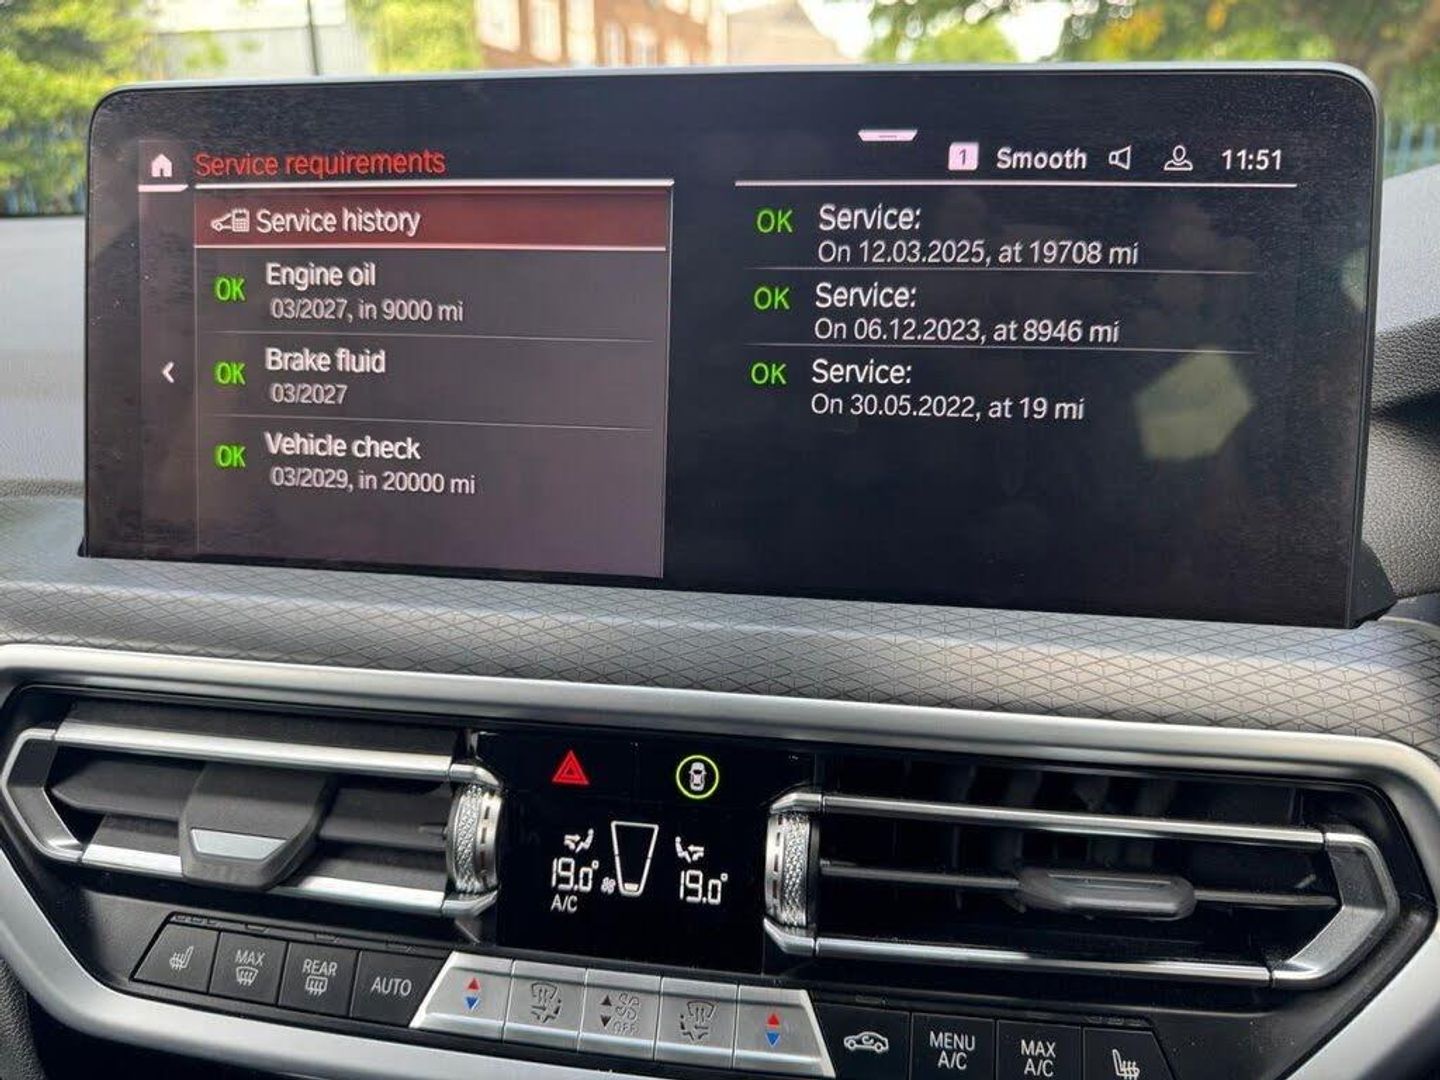 Service requirements
1 Smooth 11:51
Service history
OK Engine oil
03/2027, in 9000 mi
OK Brake fluid
03/2027
OK Vehicle check
03/2029, in 20000 mi
OK Service:
On 12.03.2025, at 19708 mi
OK Service:
On 06.12.2023, at 8946 mi
OK Service:
On 30.05.2022, at 19 mi
19.0° 19.0°
A/C
MAX
REAR
AUTO
OFF
MENU
A/C
MAX
A/C